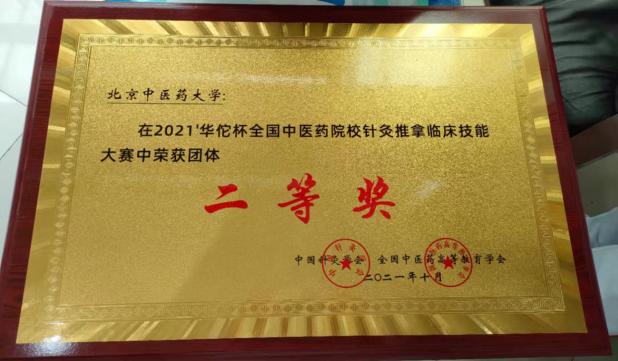 北京中医药大学:
在2021'华佗杯全国中医药院校针灸推拿临床技能
大赛中荣获团体
二等奖
中国针灸学会 全国中医药高等教育学会
二〇二一年十月